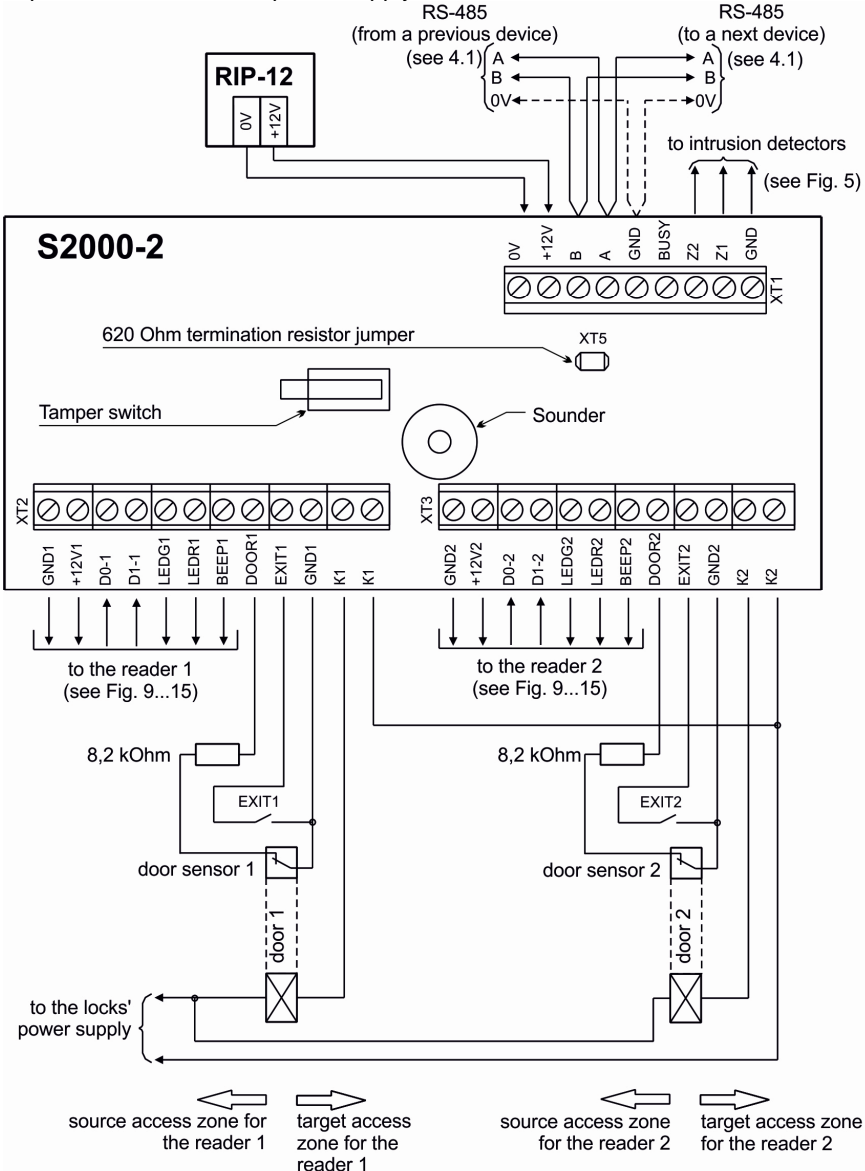 RS-485
(from a previous device)
(see 4.1)
A
B
0V
RS-485
(to a next device)
A
B
0V
(see 4.1)
RIP-12
0V
+12V
to intrusion detectors
(see Fig. 5)
S2000-2
0V
+12V
B
A
GND
BUSY
Z2
Z1
GND
XT1
620 Ohm termination resistor jumper
XT5
Tamper switch
Sounder
XT2
XT3
GND1
+12V1
D0-1
D1-1
LEDG1
LEDR1
BEEP1
DOOR1
EXIT1
GND1
K1
K1
GND2
+12V2
D0-2
D1-2
LEDG2
LEDR2
BEEP2
DOOR2
EXIT2
GND2
K2
K2
to the reader 1
(see Fig. 9...15)
to the reader 2
(see Fig. 9...15)
8,2 kOhm
8,2 kOhm
EXIT1
EXIT2
door sensor 1
door sensor 2
door 1
door 2
to the locks'
power supply
source access zone for
the reader 1
target access
zone for the
reader 1
source access zone
for the reader 2
target access zone
for the reader 2